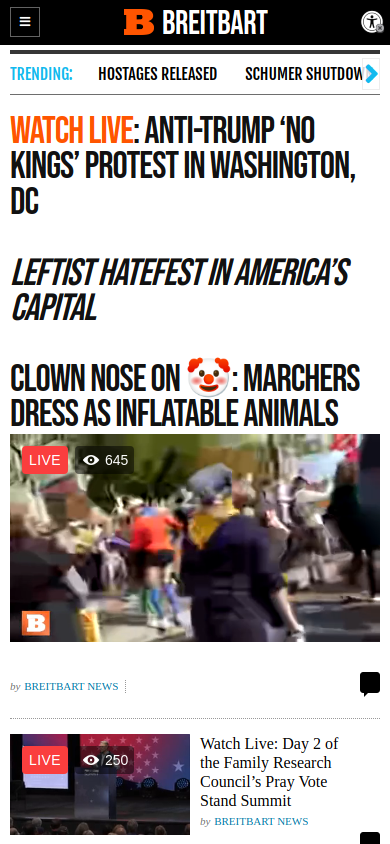 BREITBART
TRENDING: HOSTAGES RELEASED SCHUMER SHUTDOW
WATCH LIVE: ANTI-TRUMP ‘NO
KINGS’ PROTEST IN WASHINGTON,
DC
LEFTIST HATEFEST IN AMERICA’S
CAPITAL
CLOWN NOSE ON 🤡: MARCHERS
DRESS AS INFLATABLE ANIMALS
LIVE 645
B
by BREITBART NEWS
LIVE 250
Watch Live: Day 2 of
the Family Research
Council’s Pray Vote
Stand Summit
by BREITBART NEWS